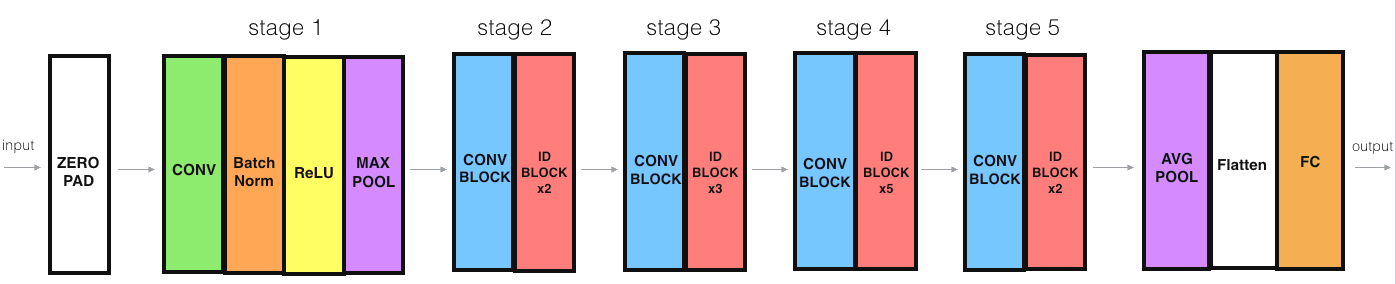 stage 1
stage 2
stage 3
stage 4
stage 5
input
ZERO
PAD
CONV
Batch
Norm
ReLU
MAX
POOL
CONV
BLOCK
ID
BLOCK
x2
CONV
BLOCK
ID
BLOCK
x3
CONV
BLOCK
ID
BLOCK
x5
CONV
BLOCK
ID
BLOCK
x2
AVG
POOL
Flatten
FC
output